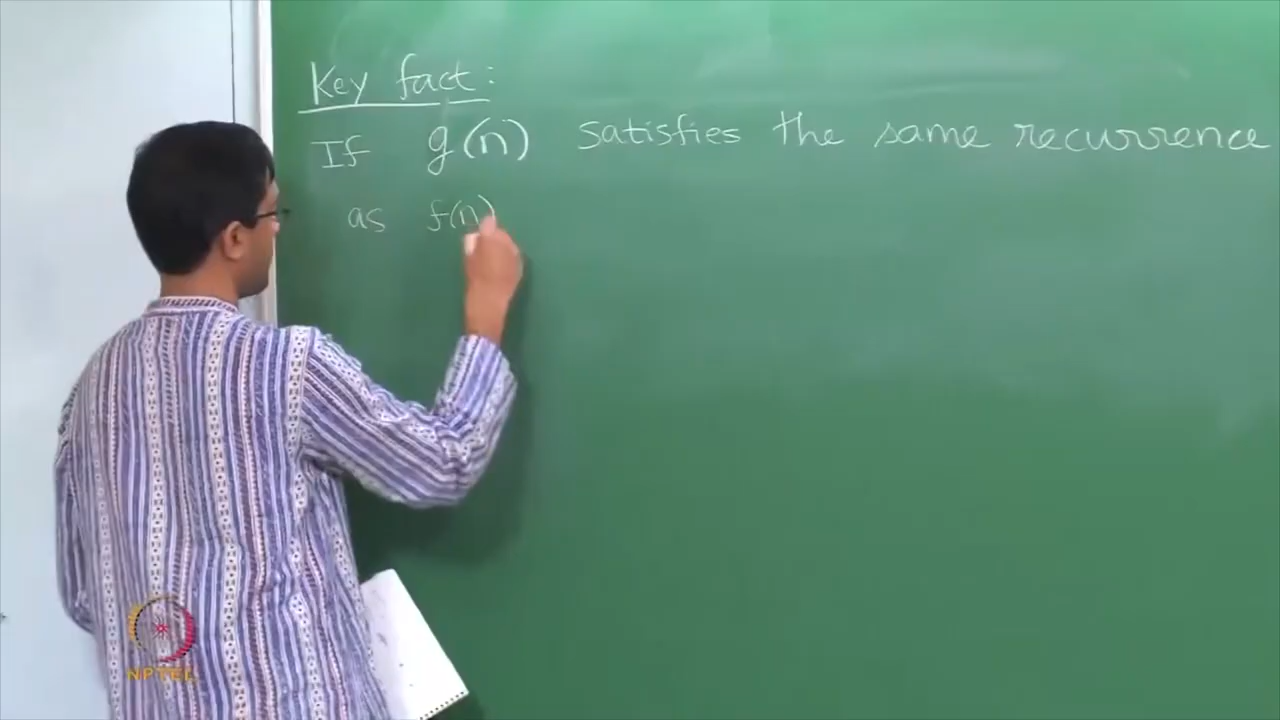 Key fact:
If g(n) satisfies the same recurrence
as f(n)
NPTEL